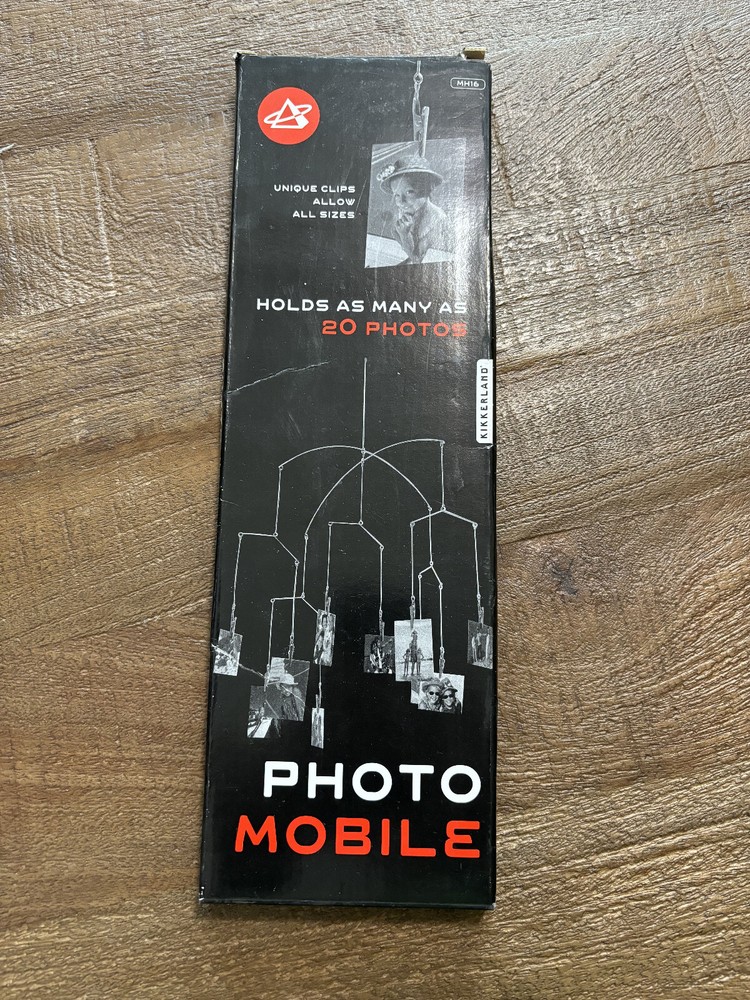 MH16
UNIQUE CLIPS
ALLOW
ALL SIZES
HOLDS AS MANY AS
20 PHOTOS
KIKKERLAND®
PHOTO
MOBILE